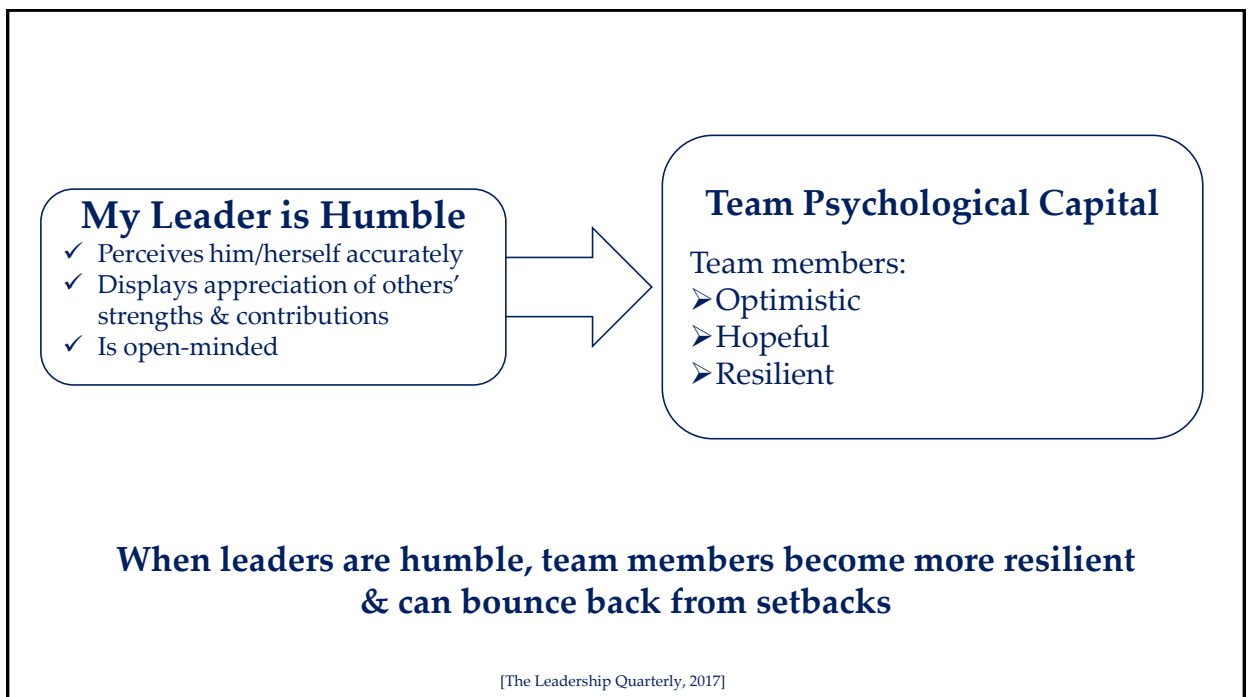 My Leader is Humble
✓ Perceives him/herself accurately
✓ Displays appreciation of others’
strengths & contributions
✓ Is open-minded
Team Psychological Capital
Team members:
➢Optimistic
➢Hopeful
➢Resilient
When leaders are humble, team members become more resilient
& can bounce back from setbacks
[The Leadership Quarterly, 2017]